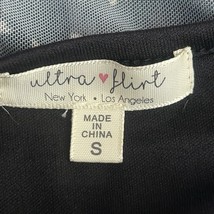 ultra ♥ flirt
New York • Los Angeles
MADE
IN
CHINA
S